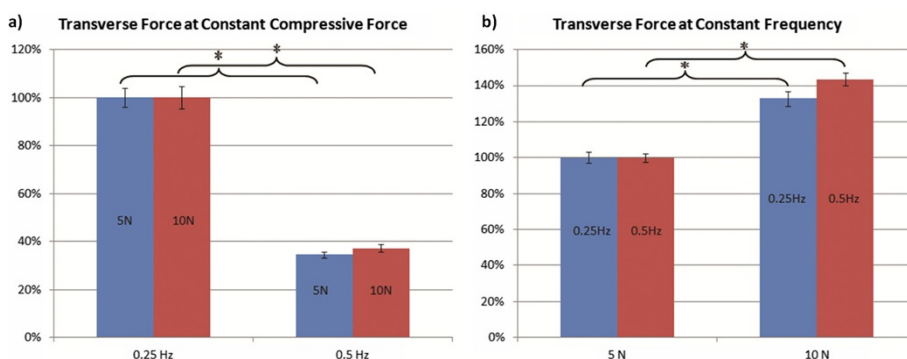 a)
Transverse Force at Constant Compressive Force
120%
100%
80%
60%
40%
20%
0%
*
*
5N
10N
5N
10N
0.25 Hz
0.5 Hz
b)
Transverse Force at Constant Frequency
160%
140%
120%
100%
80%
60%
40%
20%
0%
*
*
0.25Hz
0.5Hz
0.25Hz
0.5Hz
5 N
10 N